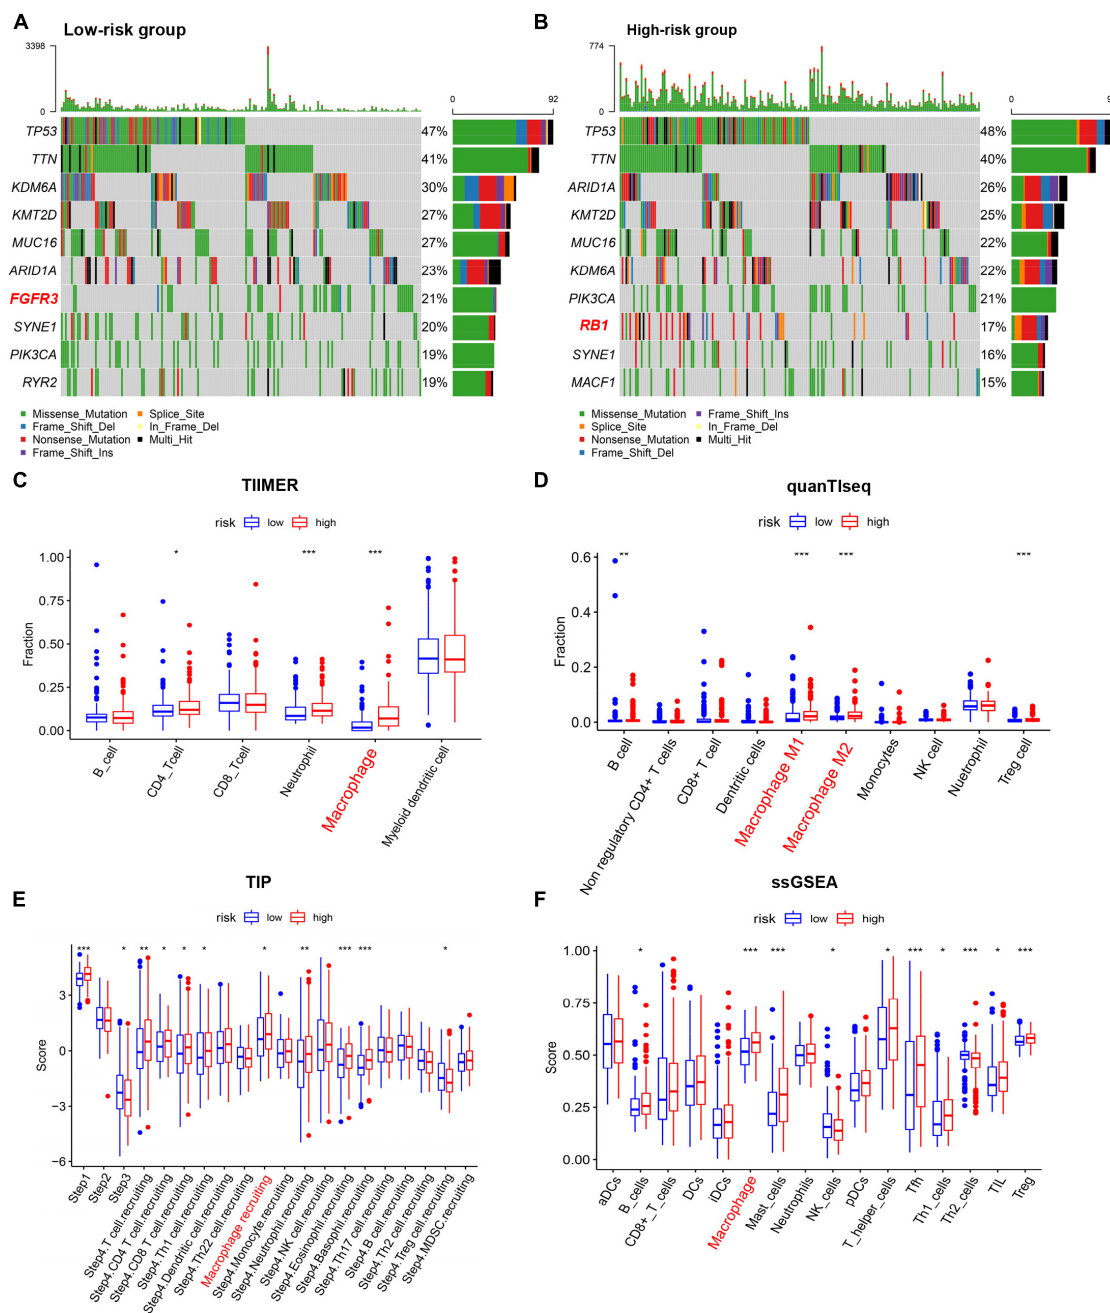 A
Low-risk group
3398
0
0
92
TP53
47%
TTN
41%
KDM6A
30%
KMT2D
27%
MUC16
27%
ARID1A
23%
FGFR3
21%
SYNE1
20%
PIK3CA
19%
RYR2
19%
Missense_Mutation
Splice_Site
Frame_Shift_Del
In_Frame_Del
Nonsense_Mutation
Multi_Hit
Frame_Shift_Ins
B
High-risk group
774
0
0
TP53
48%
TTN
40%
ARID1A
26%
KMT2D
25%
MUC16
22%
KDM6A
22%
PIK3CA
21%
RB1
17%
SYNE1
16%
MACF1
15%
Missense_Mutation
Frame_Shift_Ins
Splice_Site
In_Frame_Del
Nonsense_Mutation
Multi_Hit
Frame_Shift_Del
C
TIIMER
risk low high
1.00
0.75
0.50
0.25
0.00
Fraction
* *** ***
B_cell
CD4_Tcell
CD8_Tcell
Neutrophil
Macrophage
Myeloid dendritic cell
D
quanTIseq
risk low high
0.6
0.4
0.2
0.0
Fraction
** *** *** ***
B cell
Non regulatory CD4+ T cells
CD8+ T cell
Dentritic cells
Macrophage M1
Macrophage M2
Monocytes
NK cell
Nuetrophil
Treg cell
E
TIP
risk low high
3
0
−3
−6
Score
*** * ** * * * * ** *** *** *
Step1
Step2
Step3
Step4.T cell.recruiting
Step4.CD4 T cell.recruiting
Step4.CD8 T cell.recruiting
Step4.Th1 cell.recruiting
Step4.Dendritic cell.recruiting
Step4.Th22 cell.recruiting
Macrophage recruiting
Step4.Monocyte.recruiting
Step4.Neutrophil.recruiting
Step4.NK cell.recruiting
Step4.Eosinophil.recruiting
Step4.Basophil.recruiting
Step4.Th17 cell.recruiting
Step4.B cell.recruiting
Step4.Th2 cell.recruiting
Step4.Treg cell.recruiting
Step4.MDSC.recruiting
F
ssGSEA
risk low high
1.00
0.75
0.50
0.25
0.00
Score
* *** *** * * *** * *** * ***
aDCs
B_cells
CD8+_T_cells
DCs
iDCs
Macrophage
Mast_cells
Neutrophils
NK_cells
pDCs
T_helper_cells
Tfh
Th1_cells
Th2_cells
TIL
Treg